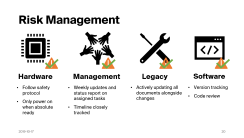 Risk Management
Hardware
Management
Legacy
Software
• Follow safety
protocol
• Only power on
when absolute
ready
• Weekly updates and
status report on
assigned tasks
• Timeline closely
tracked
• Actively updating all
documents alongside
changes
• Version tracking
• Code review